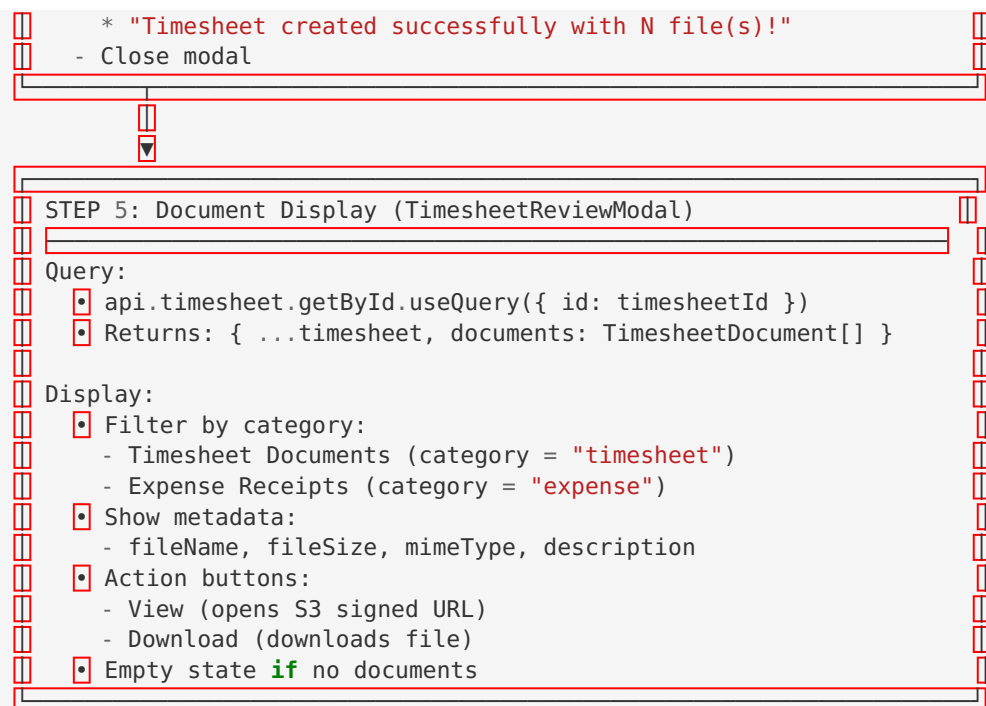 * "Timesheet created successfully with N file(s)!"
- Close modal
▼
STEP 5: Document Display (TimesheetReviewModal)
Query:
• api.timesheet.getById.useQuery({ id: timesheetId })
• Returns: { ...timesheet, documents: TimesheetDocument[] }
Display:
• Filter by category:
- Timesheet Documents (category = "timesheet")
- Expense Receipts (category = "expense")
• Show metadata:
- fileName, fileSize, mimeType, description
• Action buttons:
- View (opens S3 signed URL)
- Download (downloads file)
• Empty state if no documents